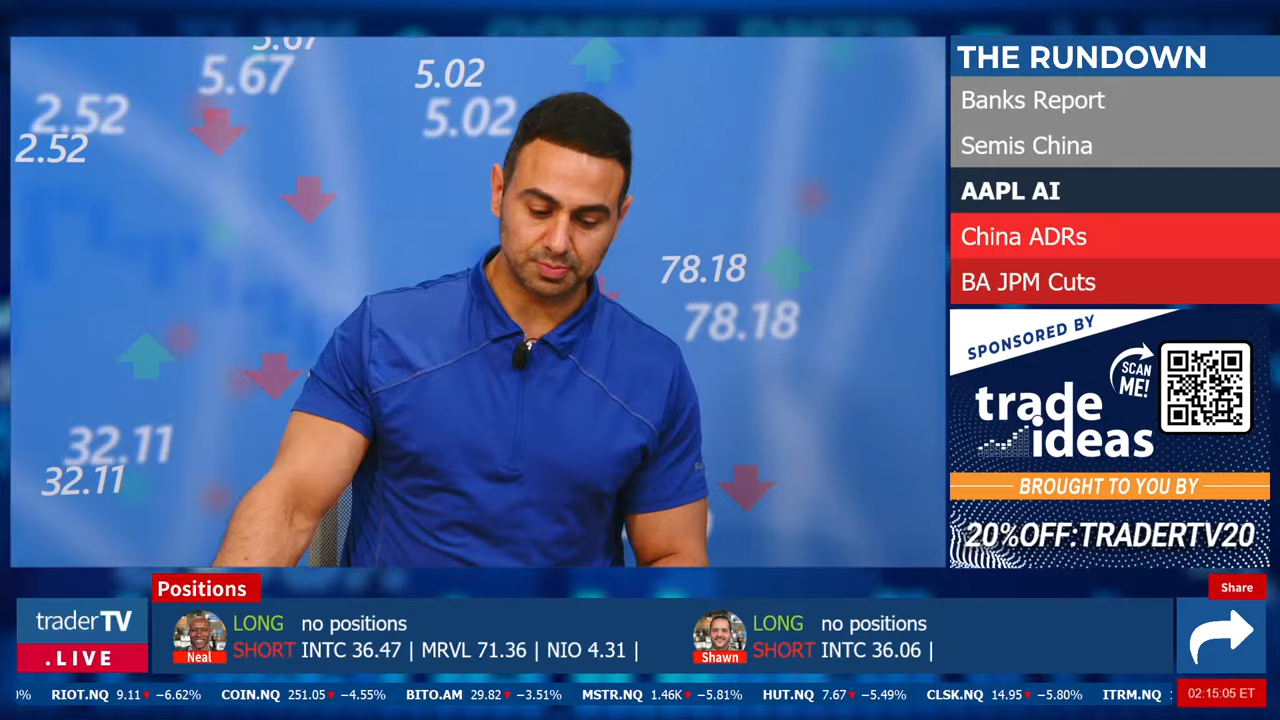 5.67
5.67
5.02
5.02
2.52
2.52
78.18
78.18
32.11
32.11
THE RUNDOWN
Banks Report
Semis China
AAPL AI
China ADRs
BA JPM Cuts
SPONSORED BY
SCAN
ME!
trade
ideas
BROUGHT TO YOU BY
20%OFF:TRADERTV20
Positions
Share
traderTV
.LIVE
Neal
LONG no positions
SHORT INTC 36.47 | MRVL 71.36 | NIO 4.31 |
Shawn
LONG no positions
SHORT INTC 36.06 |
% RIOT.NQ 9.11▼ −6.62% COIN.NQ 251.05▼ −4.55% BITO.AM 29.82▼ −3.51% MSTR.NQ 1.46K▼ −5.81% HUT.NQ 7.67▼ −5.49% CLSK.NQ 14.95▼ −5.80% ITRM.NQ
02:15:05 ET